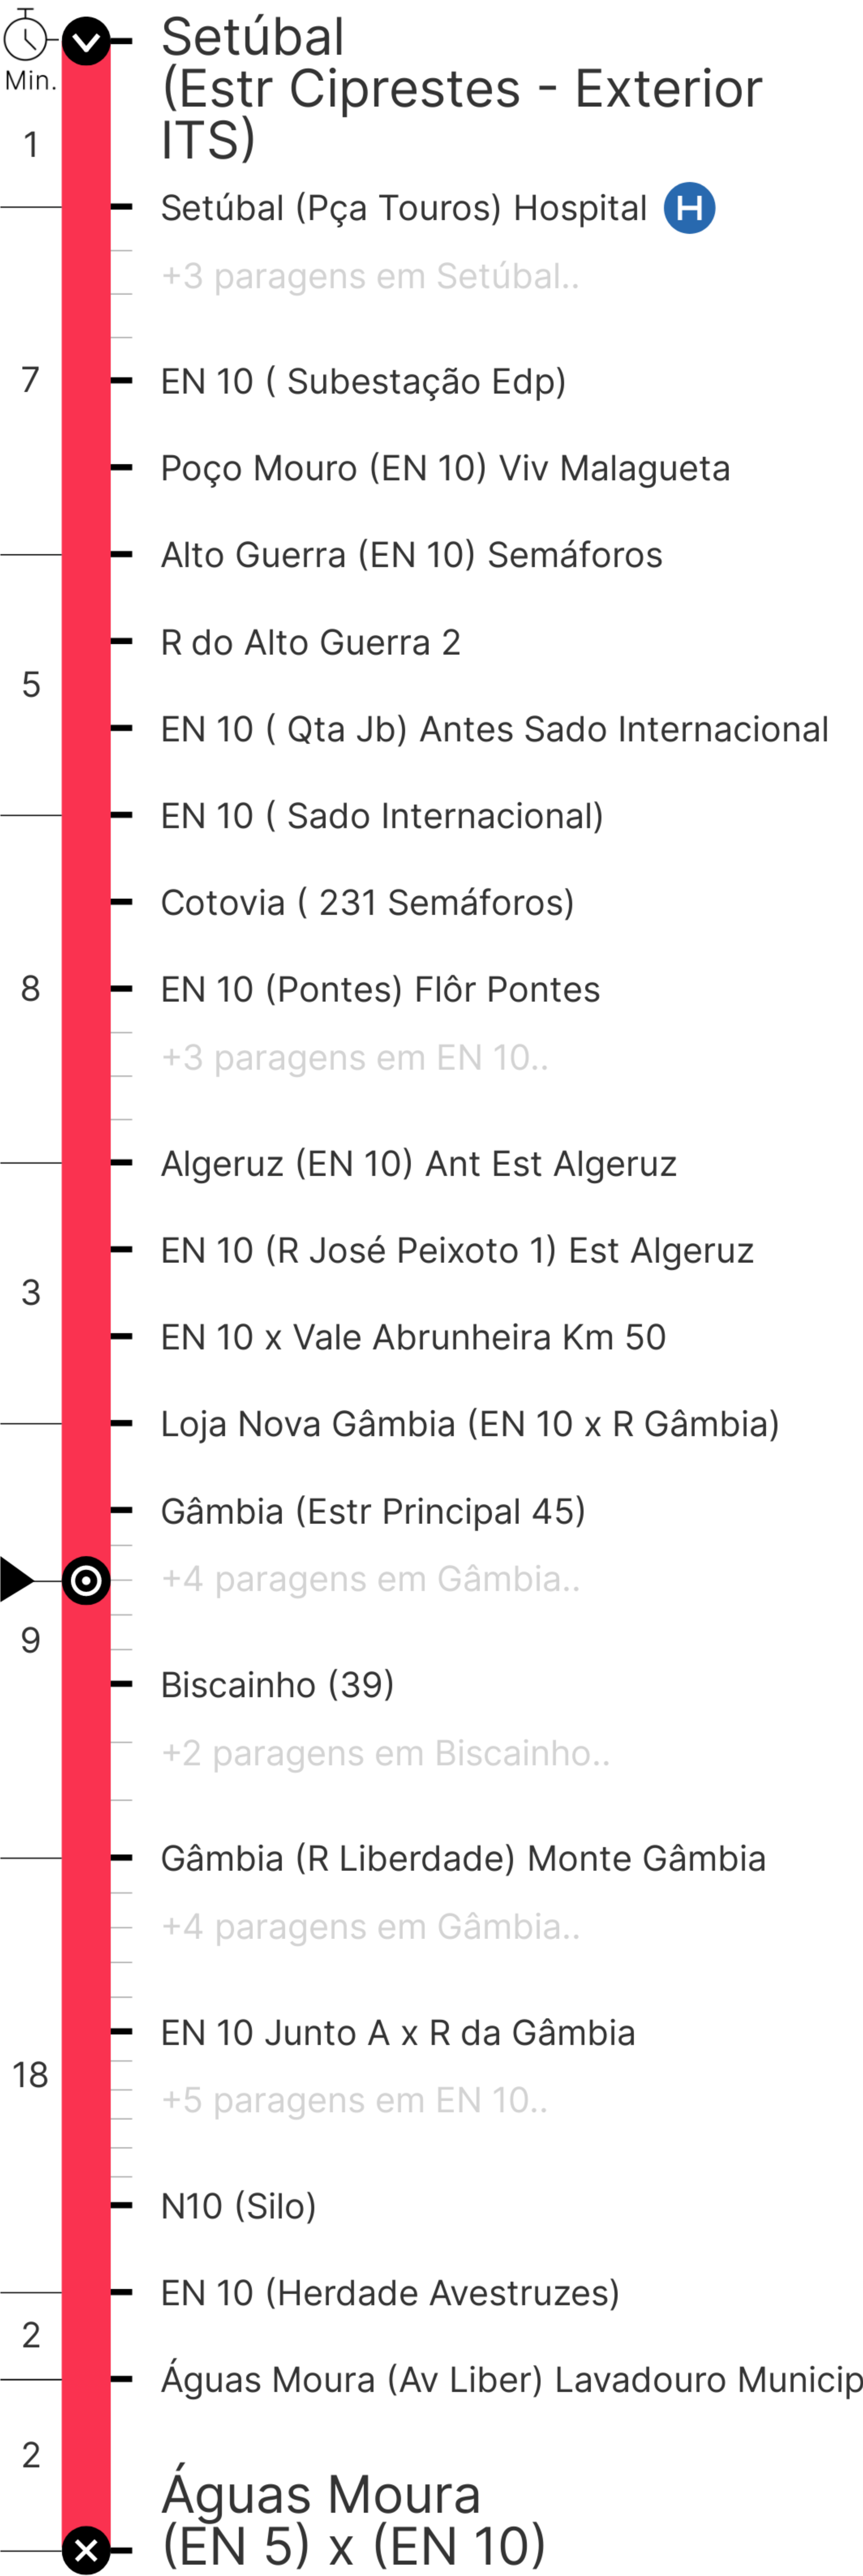 Setúbal
(Estr Ciprestes - Exterior
ITS)
Min.
1
Setúbal (Pça Touros) Hospital H
+3 paragens em Setúbal..
7
EN 10 ( Subestação Edp)
Poço Mouro (EN 10) Viv Malagueta
Alto Guerra (EN 10) Semáforos
R do Alto Guerra 2
5
EN 10 ( Qta Jb) Antes Sado Internacional
EN 10 ( Sado Internacional)
Cotovia ( 231 Semáforos)
8
EN 10 (Pontes) Flôr Pontes
+3 paragens em EN 10..
Algeruz (EN 10) Ant Est Algeruz
EN 10 (R José Peixoto 1) Est Algeruz
3
EN 10 x Vale Abrunheira Km 50
Loja Nova Gâmbia (EN 10 x R Gâmbia)
Gâmbia (Estr Principal 45)
+4 paragens em Gâmbia..
9
Biscainho (39)
+2 paragens em Biscainho..
Gâmbia (R Liberdade) Monte Gâmbia
+4 paragens em Gâmbia..
EN 10 Junto A x R da Gâmbia
18
+5 paragens em EN 10..
N10 (Silo)
EN 10 (Herdade Avestruzes)
2
Águas Moura (Av Liber) Lavadouro Municip
2
Águas Moura
(EN 5) x (EN 10)